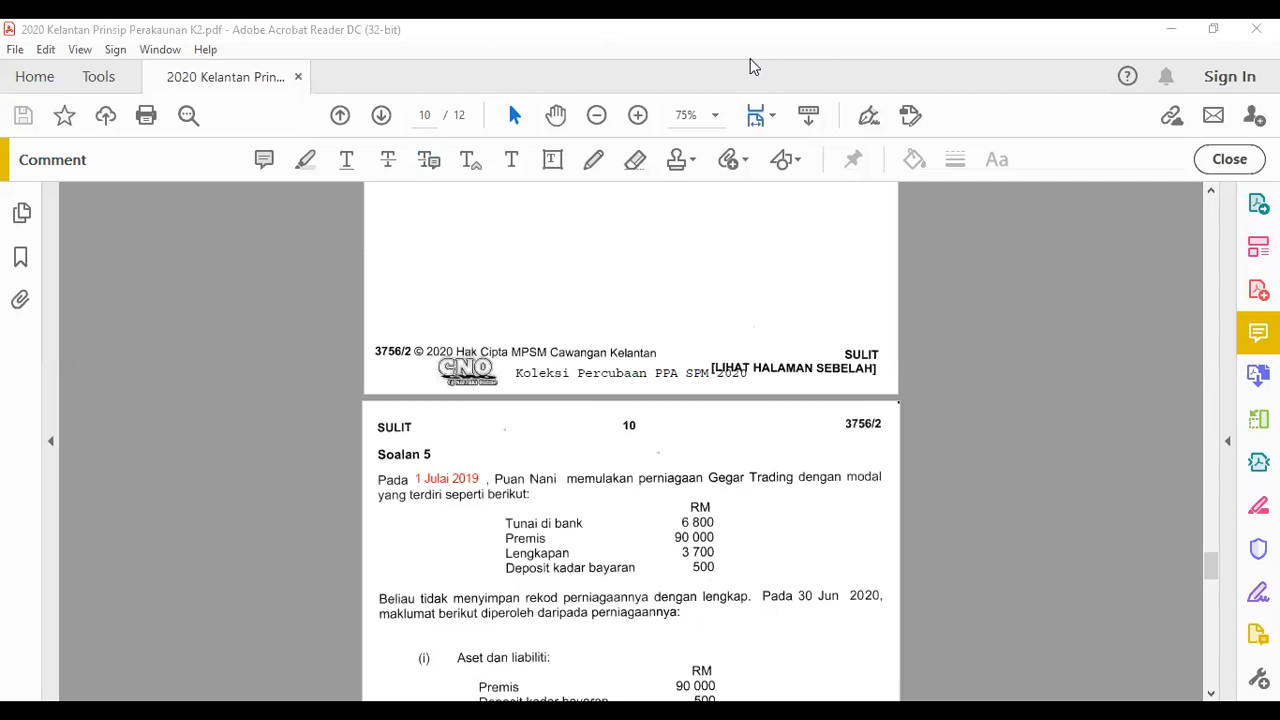 2020 Kelantan Prinsip Perakaunan K2.pdf - Adobe Acrobat Reader DC (32-bit)
File Edit View Sign Window Help
Home Tools 2020 Kelantan Prin... × Sign In
10 / 12 75%
Comment Close
3756/2 © 2020 Hak Cipta MPSM Cawangan Kelantan SULIT
[LIHAT HALAMAN SEBELAH]
CNO
Koleksi Percubaan PPA SPM 2020
SULIT 10 3756/2
Soalan 5
Pada 1 Julai 2019 , Puan Nani memulakan perniagaan Gegar Trading dengan modal
yang terdiri seperti berikut:
RM
Tunai di bank 6 800
Premis 90 000
Lengkapan 3 700
Deposit kadar bayaran 500
Beliau tidak menyimpan rekod perniagaannya dengan lengkap. Pada 30 Jun 2020,
maklumat berikut diperoleh daripada perniagaannya:
(i) Aset dan liabiliti:
RM
Premis 90 000
Deposit kadar bayaran 500